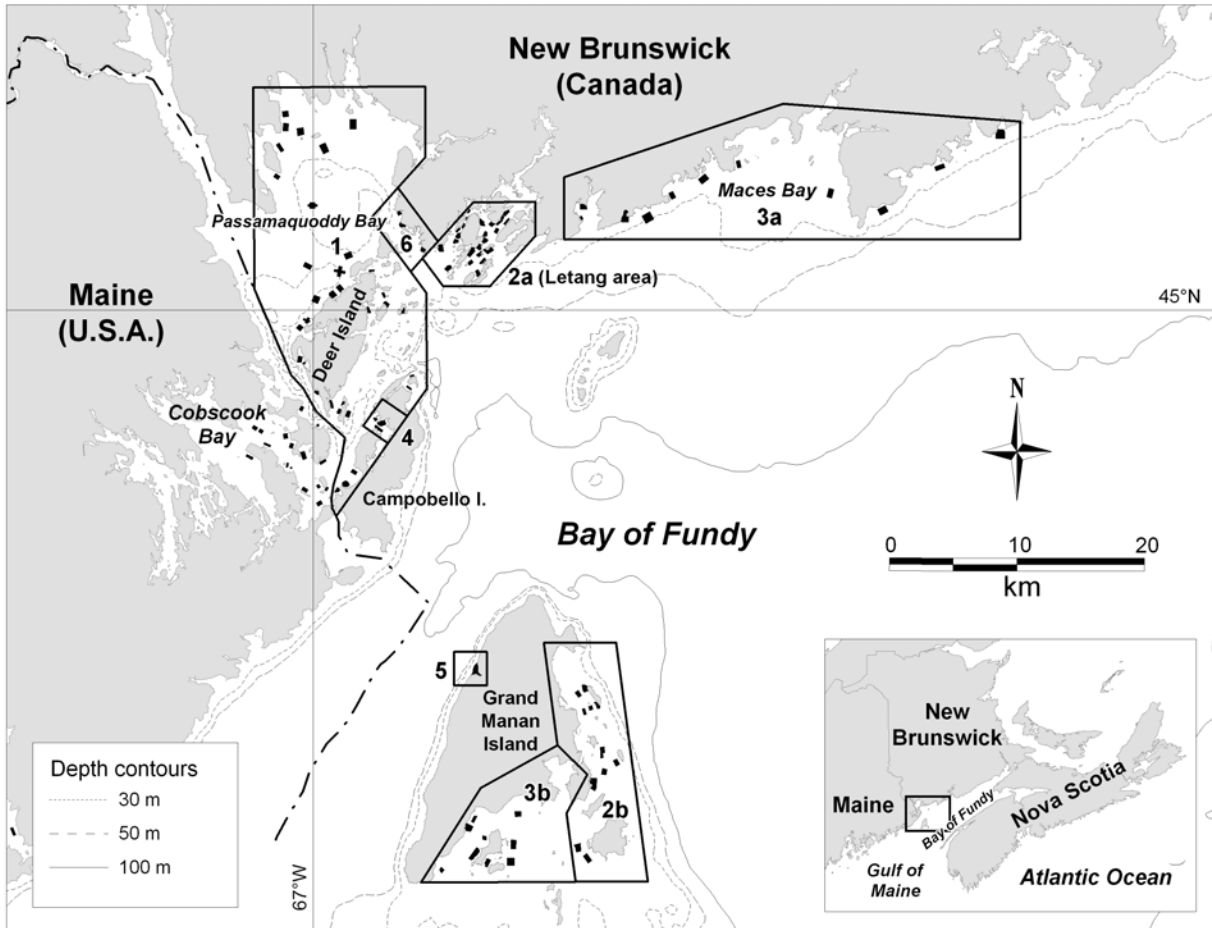 New Brunswick
(Canada)
Passamaquoddy Bay
1
6
2a (Letang area)
Maces Bay
3a
Maine
(U.S.A.)
45°N
Deer Island
Cobscook
Bay
4
Campobello I.
N
Bay of Fundy
0 10 20
km
5
Grand
Manan
Island
3b
2b
Depth contours
30 m
50 m
100 m
67°W
New
Brunswick
Maine
Bay of Fundy
Nova Scotia
Gulf of
Maine
Atlantic Ocean